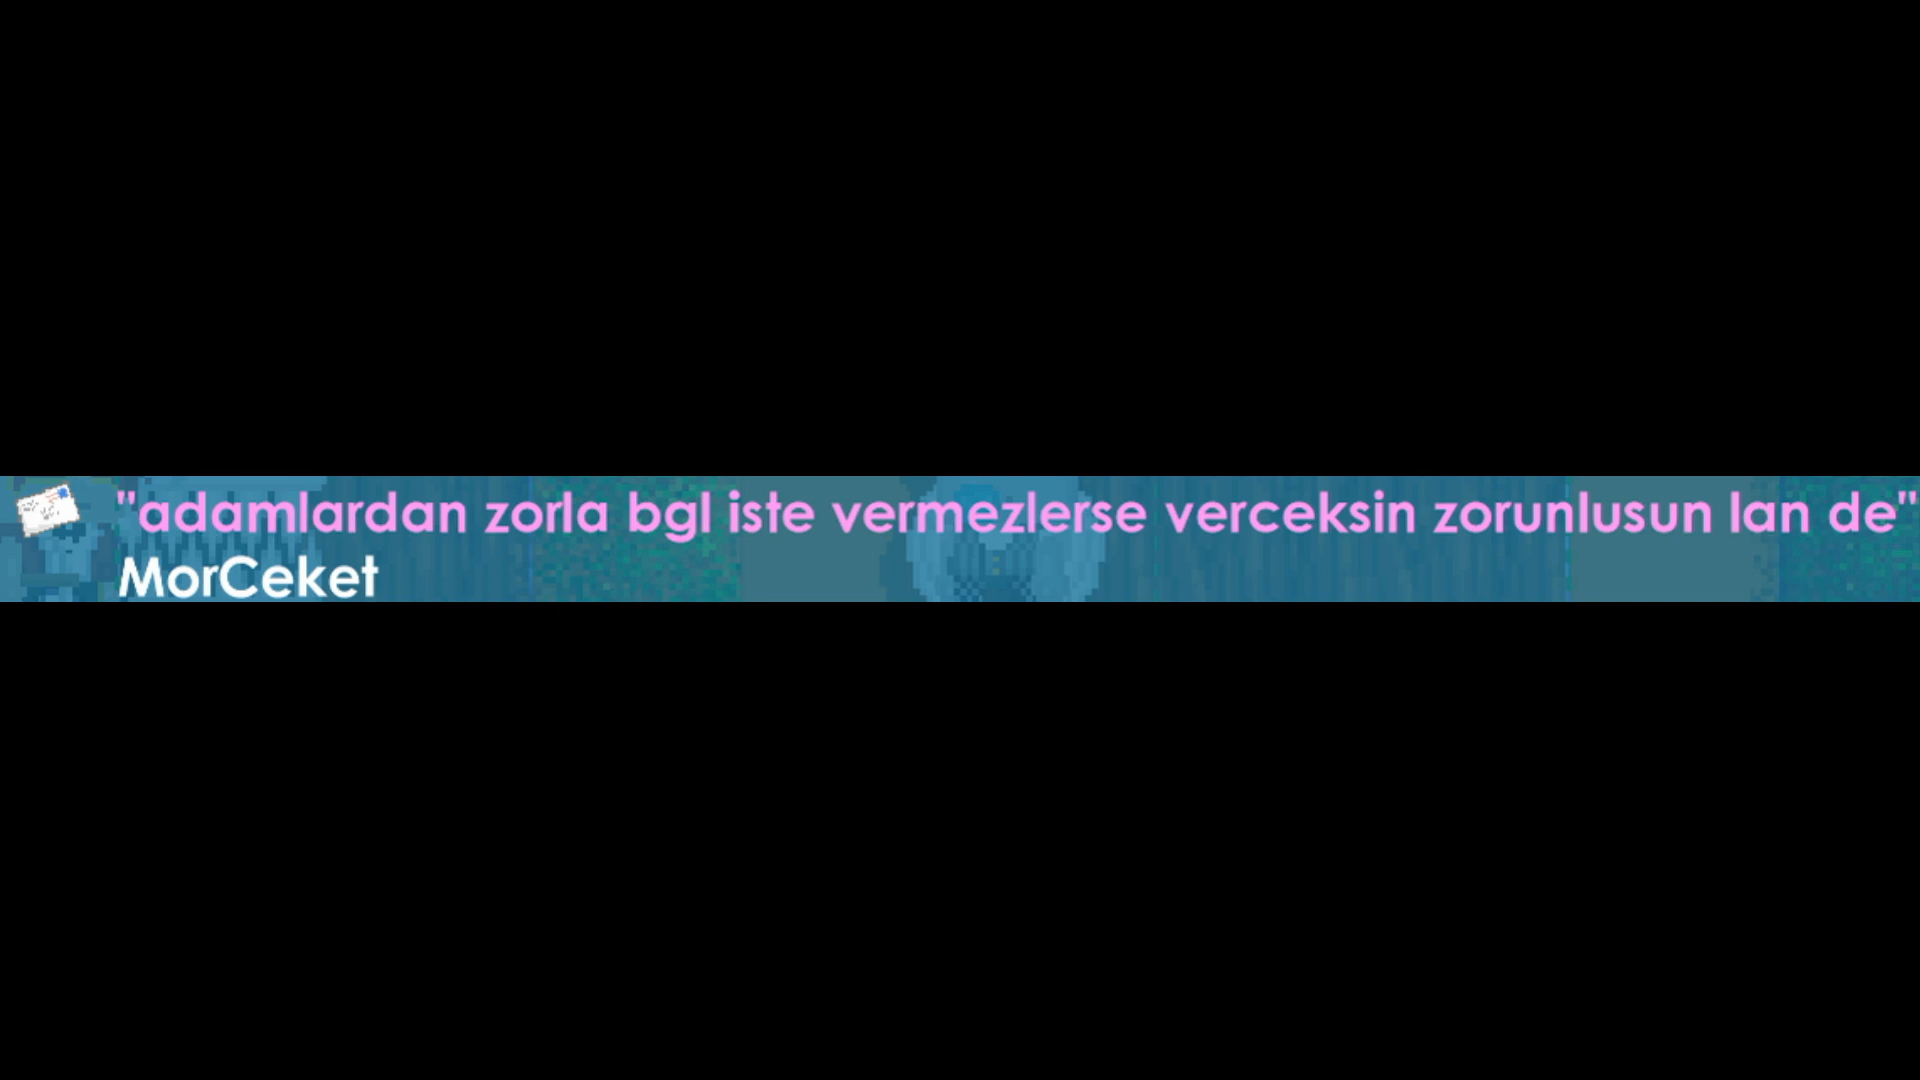 "adamlardan zorla bgl iste vermezlerse verceksin zorunlusun lan de"
MorCeket